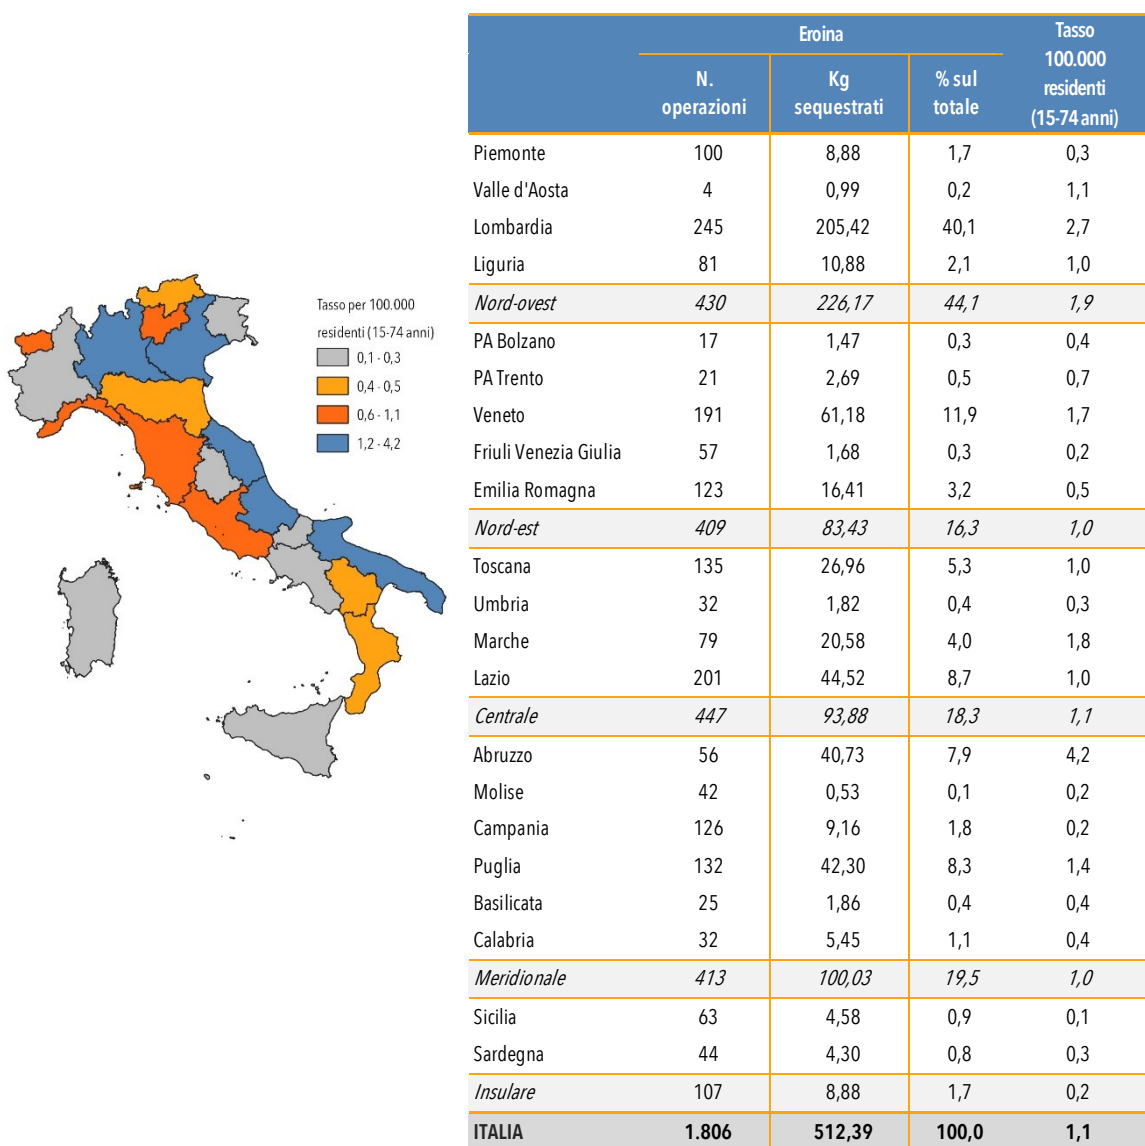 Tasso per 100.000
residenti (15-74 anni)
0,1 - 0,3
0,4 - 0,5
0,6 - 1,1
1,2 - 4,2
Eroina Tasso 100.000 residenti (15-74 anni)
N. operazioni Kg sequestrati % sul totale
Piemonte 100 8,88 1,7 0,3
Valle d'Aosta 4 0,99 0,2 1,1
Lombardia 245 205,42 40,1 2,7
Liguria 81 10,88 2,1 1,0
Nord-ovest 430 226,17 44,1 1,9
PA Bolzano 17 1,47 0,3 0,4
PA Trento 21 2,69 0,5 0,7
Veneto 191 61,18 11,9 1,7
Friuli Venezia Giulia 57 1,68 0,3 0,2
Emilia Romagna 123 16,41 3,2 0,5
Nord-est 409 83,43 16,3 1,0
Toscana 135 26,96 5,3 1,0
Umbria 32 1,82 0,4 0,3
Marche 79 20,58 4,0 1,8
Lazio 201 44,52 8,7 1,0
Centrale 447 93,88 18,3 1,1
Abruzzo 56 40,73 7,9 4,2
Molise 42 0,53 0,1 0,2
Campania 126 9,16 1,8 0,2
Puglia 132 42,30 8,3 1,4
Basilicata 25 1,86 0,4 0,4
Calabria 32 5,45 1,1 0,4
Meridionale 413 100,03 19,5 1,0
Sicilia 63 4,58 0,9 0,1
Sardegna 44 4,30 0,8 0,3
Insulare 107 8,88 1,7 0,2
ITALIA 1.806 512,39 100,0 1,1